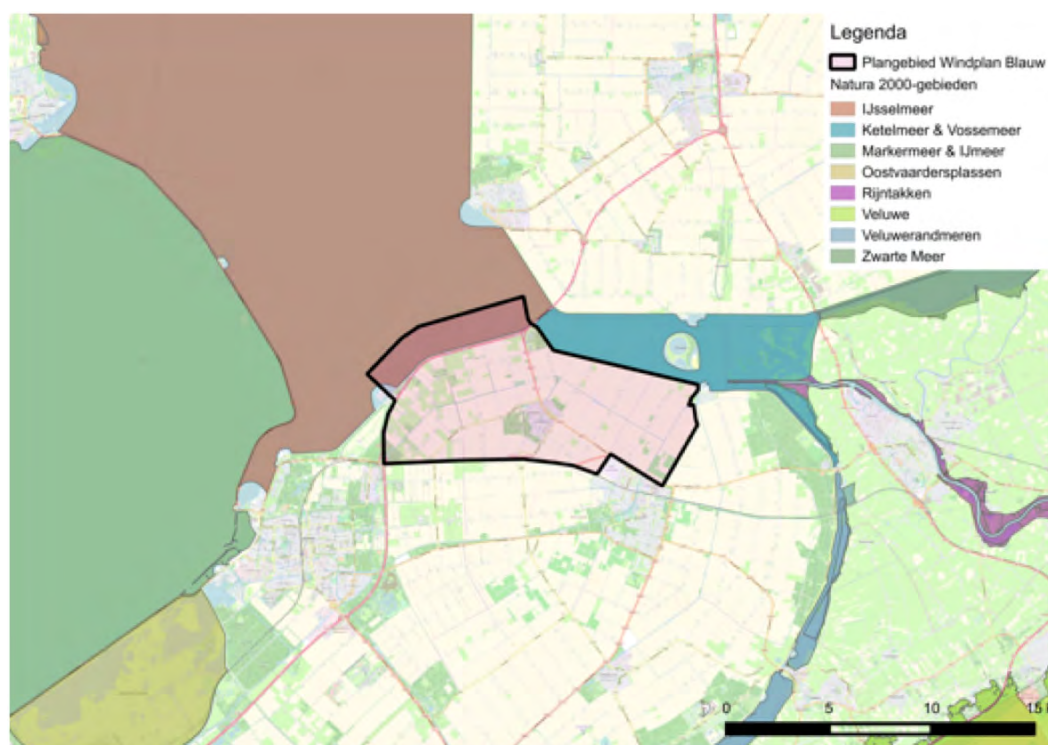 Legenda
Plangebied Windplan Blauw
Natura 2000-gebieden
IJsselmeer
Ketelmeer & Vossemeer
Markermeer & IJmeer
Oostvaardersplassen
Rijntakken
Veluwe
Veluwerandmeren
Zwarte Meer
0 5 10 15